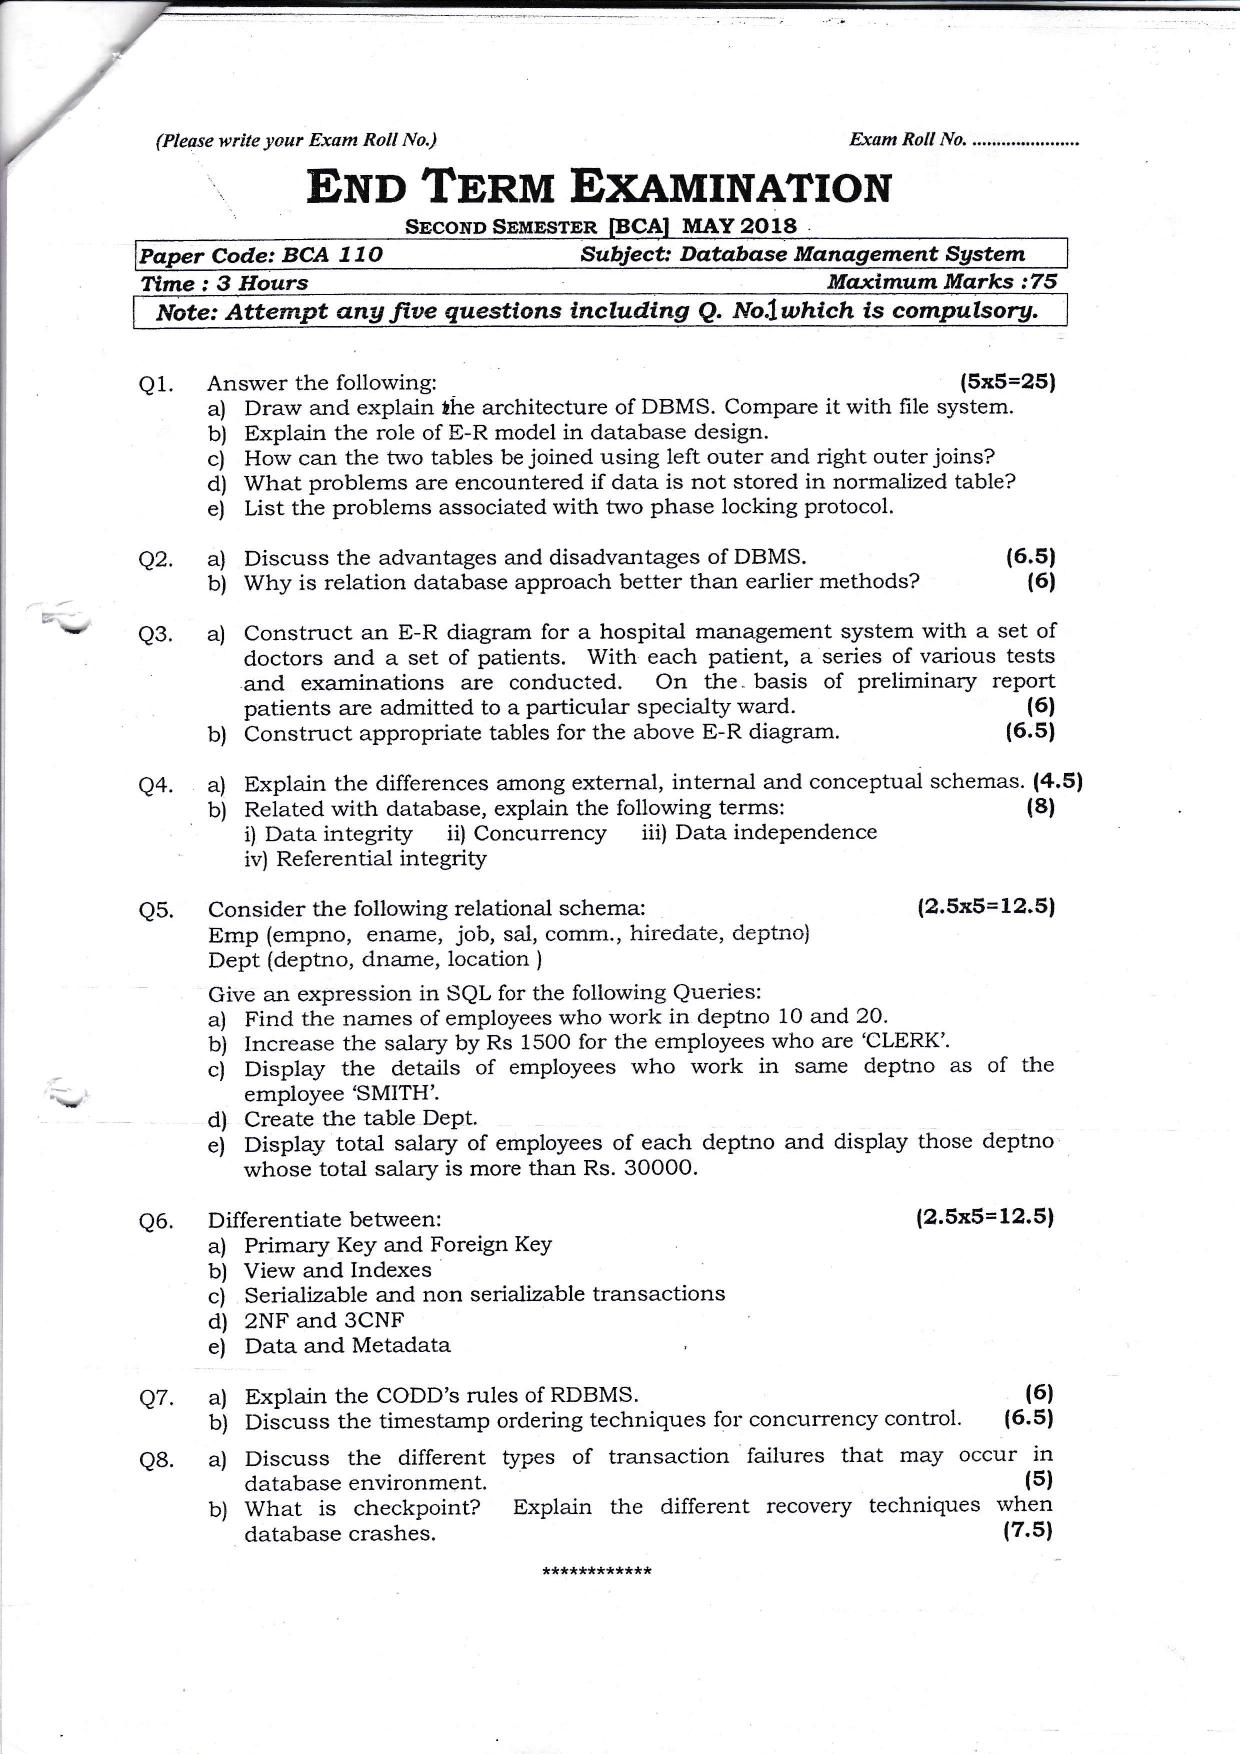 (Please write your Exam Roll No.) Exam Roll No. ......................
END TERM EXAMINATION
SECOND SEMESTER [BCA] MAY 2018
Paper Code: BCA 110 Subject: Database Management System
Time : 3 Hours Maximum Marks :75
Note: Attempt any five questions including Q. No.1 which is compulsory.
Q1. Answer the following: (5x5=25)
a) Draw and explain the architecture of DBMS. Compare it with file system.
b) Explain the role of E-R model in database design.
c) How can the two tables be joined using left outer and right outer joins?
d) What problems are encountered if data is not stored in normalized table?
e) List the problems associated with two phase locking protocol.
Q2. a) Discuss the advantages and disadvantages of DBMS. (6.5)
b) Why is relation database approach better than earlier methods? (6)
Q3. a) Construct an E-R diagram for a hospital management system with a set of
doctors and a set of patients. With each patient, a series of various tests
and examinations are conducted. On the basis of preliminary report
patients are admitted to a particular specialty ward. (6)
b) Construct appropriate tables for the above E-R diagram. (6.5)
Q4. a) Explain the differences among external, internal and conceptual schemas. (4.5)
b) Related with database, explain the following terms: (8)
i) Data integrity ii) Concurrency iii) Data independence
iv) Referential integrity
Q5. Consider the following relational schema: (2.5x5=12.5)
Emp (empno, ename, job, sal, comm., hiredate, deptno)
Dept (deptno, dname, location )
Give an expression in SQL for the following Queries:
a) Find the names of employees who work in deptno 10 and 20.
b) Increase the salary by Rs 1500 for the employees who are 'CLERK'.
c) Display the details of employees who work in same deptno as of the
employee 'SMITH'.
d) Create the table Dept.
e) Display total salary of employees of each deptno and display those deptno
whose total salary is more than Rs. 30000.
Q6. Differentiate between: (2.5x5=12.5)
a) Primary Key and Foreign Key
b) View and Indexes
c) Serializable and non serializable transactions
d) 2NF and 3CNF
e) Data and Metadata
Q7. a) Explain the CODD's rules of RDBMS. (6)
b) Discuss the timestamp ordering techniques for concurrency control. (6.5)
Q8. a) Discuss the different types of transaction failures that may occur in
database environment. (5)
b) What is checkpoint? Explain the different recovery techniques when
database crashes. (7.5)
************